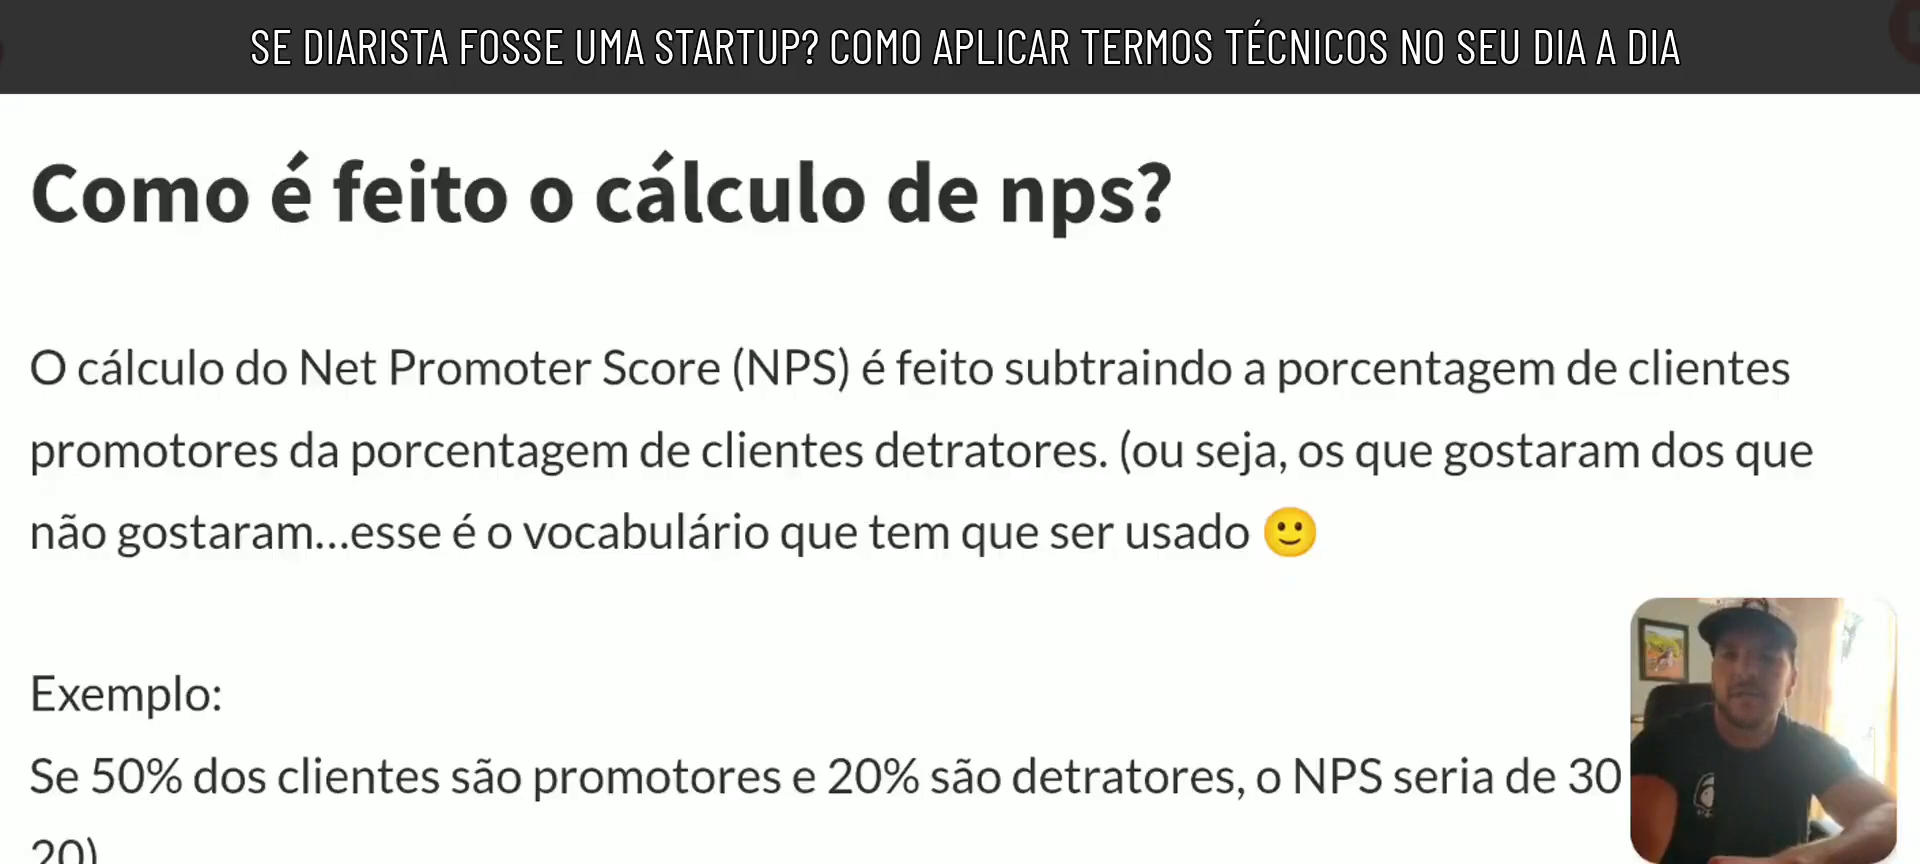 SE DIARISTA FOSSE UMA STARTUP? COMO APLICAR TERMOS TÉCNICOS NO SEU DIA A DIA
Como é feito o cálculo de nps?
O cálculo do Net Promoter Score (NPS) é feito subtraindo a porcentagem de clientes
promotores da porcentagem de clientes detratores. (ou seja, os que gostaram dos que
não gostaram...esse é o vocabulário que tem que ser usado 🙂
Exemplo:
Se 50% dos clientes são promotores e 20% são detratores, o NPS seria de 30
20)